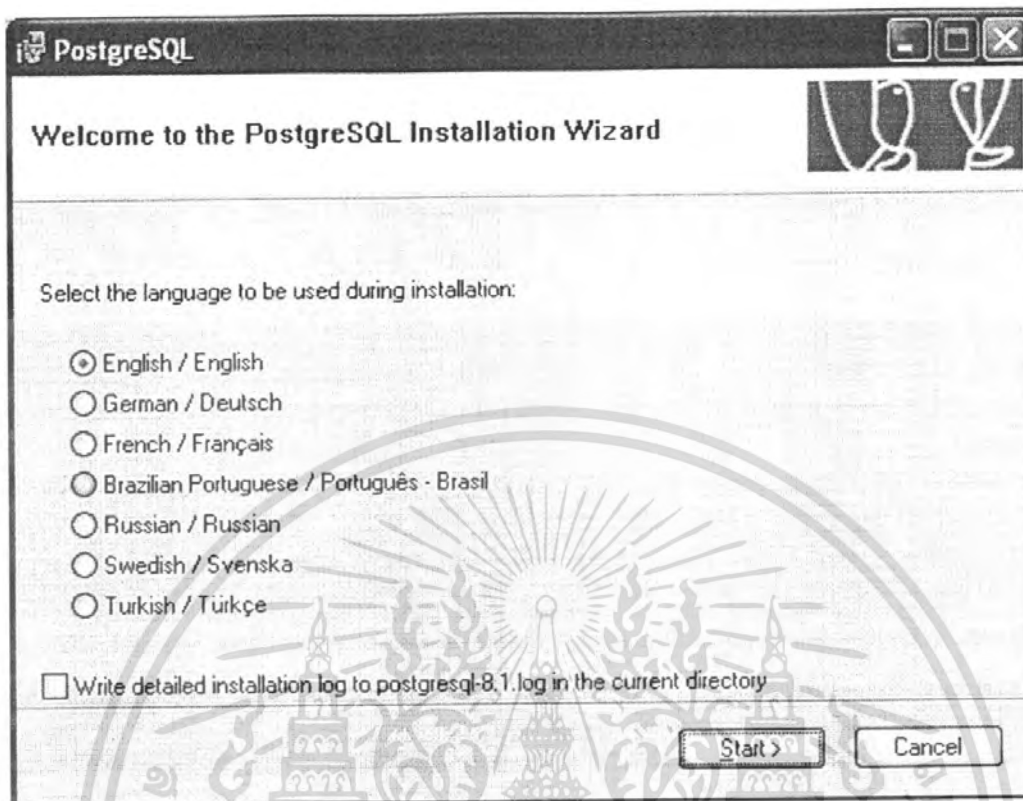 PostgreSQL
Welcome to the PostgreSQL Installation Wizard
Select the language to be used during installation:
English / English
German / Deutsch
French / Français
Brazilian Portuguese / Português - Brasil
Russian / Russian
Swedish / Svenska
Turkish / Türkçe
Write detailed installation log to postgresql-8.1.log in the current directory
Start >
Cancel